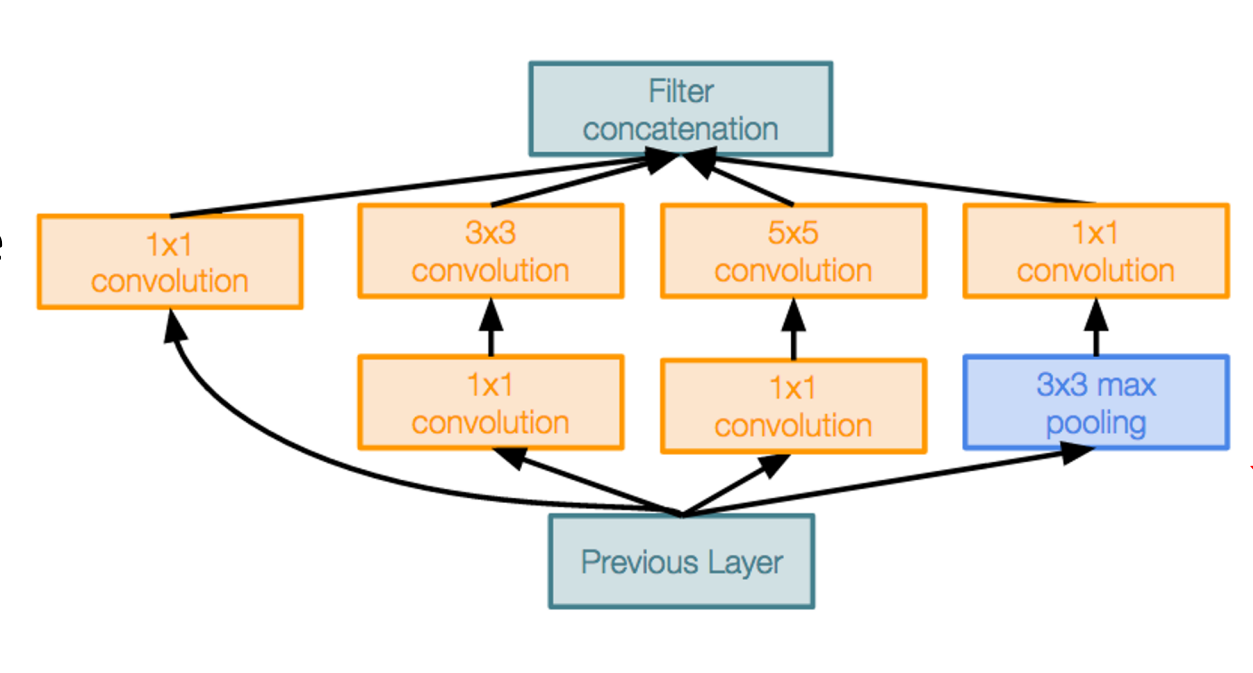 Filter
concatenation
1x1
convolution
3x3
convolution
5x5
convolution
1x1
convolution
1x1
convolution
1x1
convolution
3x3 max
pooling
Previous Layer